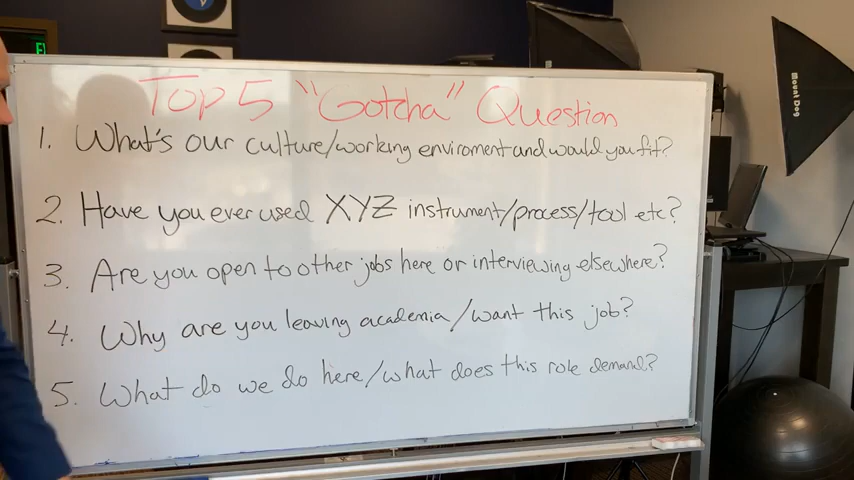 Top 5 "Gotcha" Question
1. What's our culture/working enviroment and would you fit?
2. Have you ever used XYZ instrument/process/tool etc?
3. Are you open to other jobs here or interviewing elsewhere?
4. Why are you leaving academia/want this job?
5. What do we do here/what does this role demand?
Mount Dog